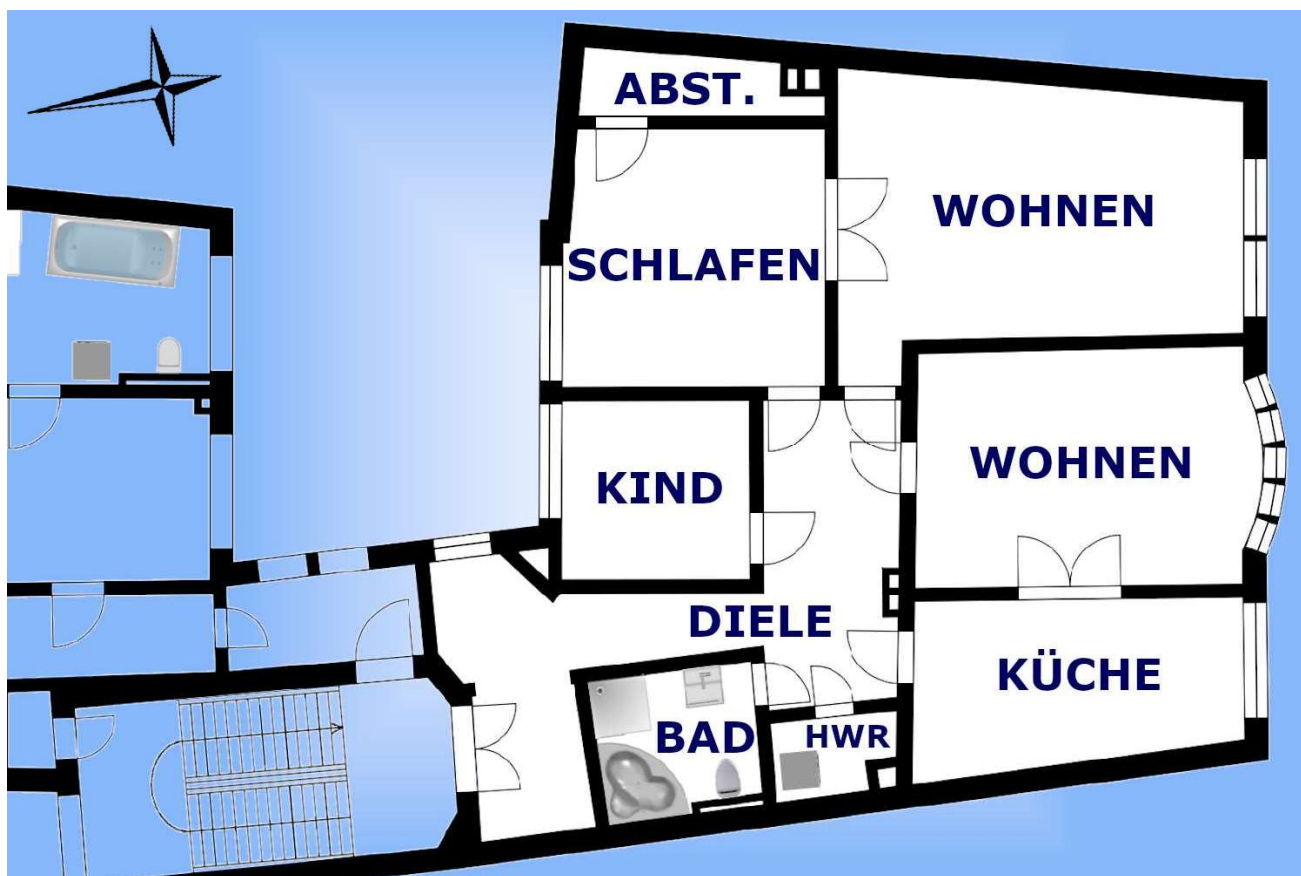 ABST.
WOHNEN
SCHLAFEN
WOHNEN
KIND
DIELE
KÜCHE
BAD
HWR